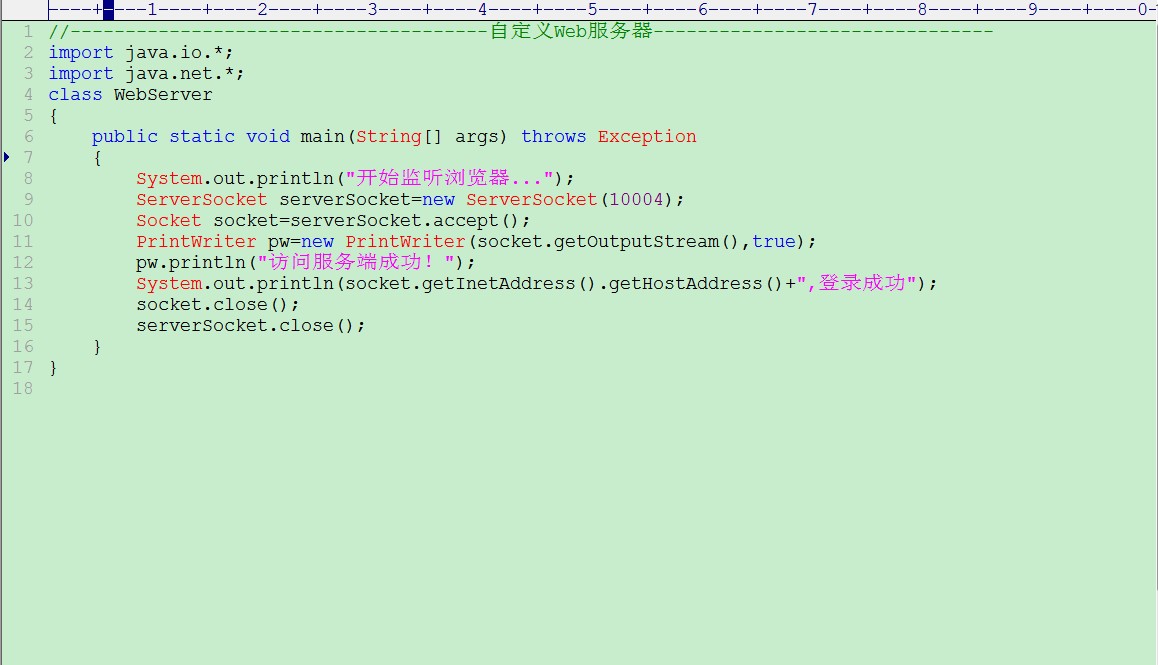 |----+----1----+----2----+----3----+----4----+----5----+----6----+----7----+----8----+----9----+----0-
1 //--------------------------------------自定义Web服务器-------------------------------
2 import java.io.*;
3 import java.net.*;
4 class WebServer
5 {
6     public static void main(String[] args) throws Exception
7     {
8         System.out.println("开始监听浏览器...");
9         ServerSocket serverSocket=new ServerSocket(10004);
10         Socket socket=serverSocket.accept();
11         PrintWriter pw=new PrintWriter(socket.getOutputStream(),true);
12         pw.println("访问服务端成功！");
13         System.out.println(socket.getInetAddress().getHostAddress()+",登录成功");
14         socket.close();
15         serverSocket.close();
16     }
17 }
18